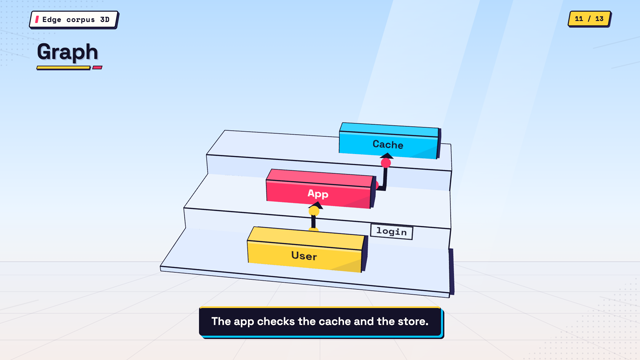 Edge corpus 3D
11 / 13
Graph
Cache
App
login
User
The app checks the cache and the store.